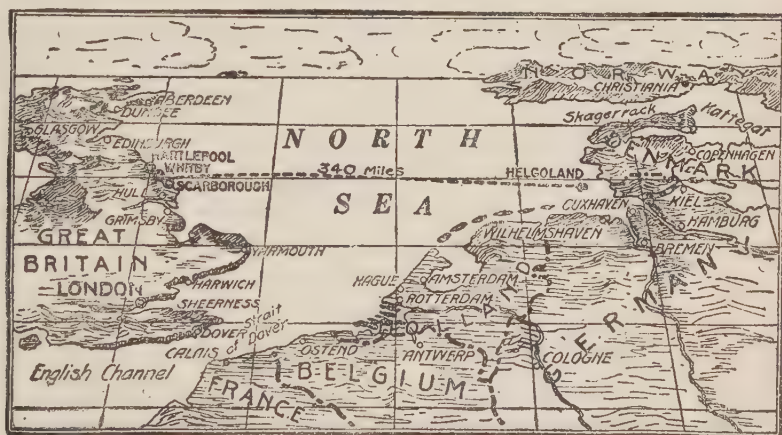 NORWA
CHRISTIANIA
Skagerrack
Kattegat
ABERDEEN
DUNDEE
GLASGOW
EDINBURGH
HARTLEPOOL
WHITBY
SCARBOROUGH
NORTH
SEA
340 Miles
HELGOLAND
COPENHAGEN
DENMARK
HULL
GRIMSBY
CUXHAVEN
KIEL
HAMBURG
WILHELMSHAVEN
BREMEN
GREAT
BRITAIN
YARMOUTH
LONDON
HARWICH
SHEERNESS
HAGUE
AMSTERDAM
ROTTERDAM
HOLLAND
GERMANY
DOVER
Strait
of Dover
CALAIS
OSTEND
ANTWERP
COLOGNE
English Channel
BELGIUM
FRANCE